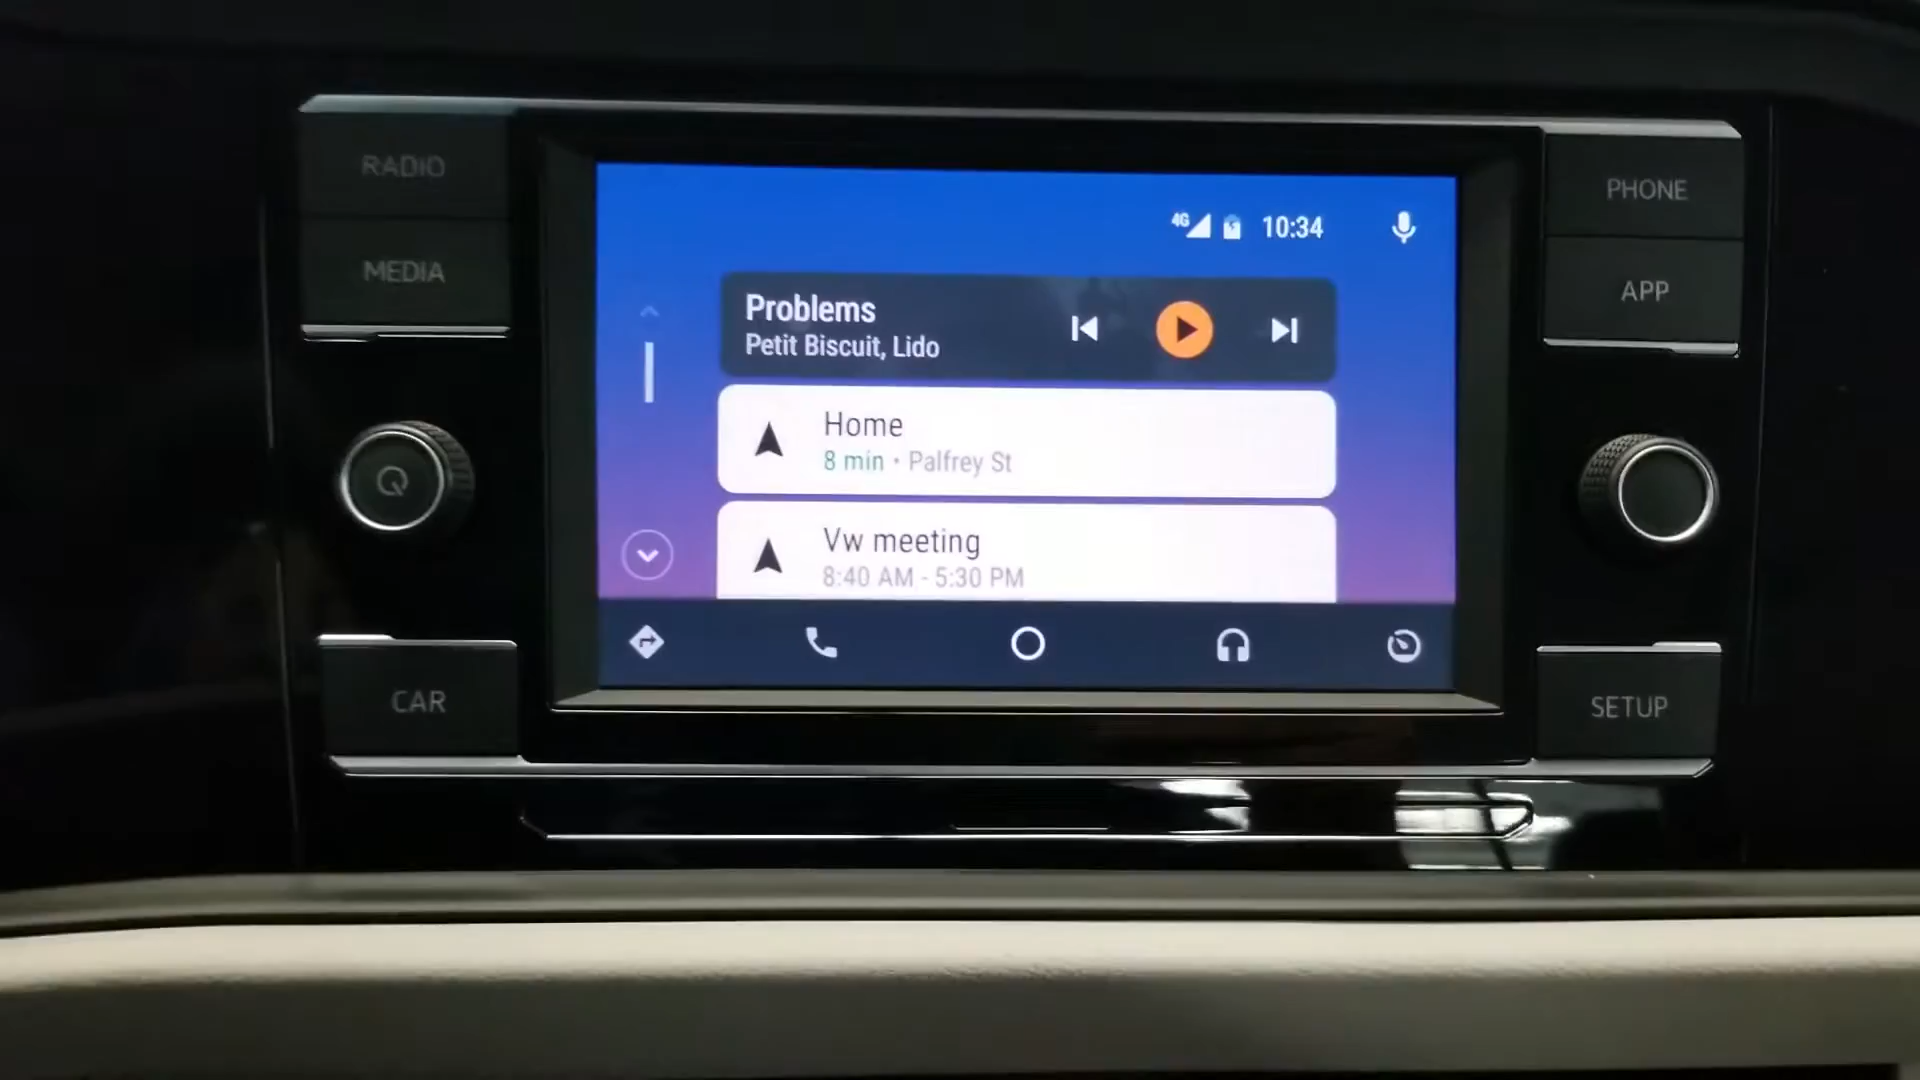 RADIO
MEDIA
CAR
4G 10:34
Problems
Petit Biscuit, Lido
Home
8 min • Palfrey St
Vw meeting
8:40 AM - 5:30 PM
PHONE
APP
SETUP